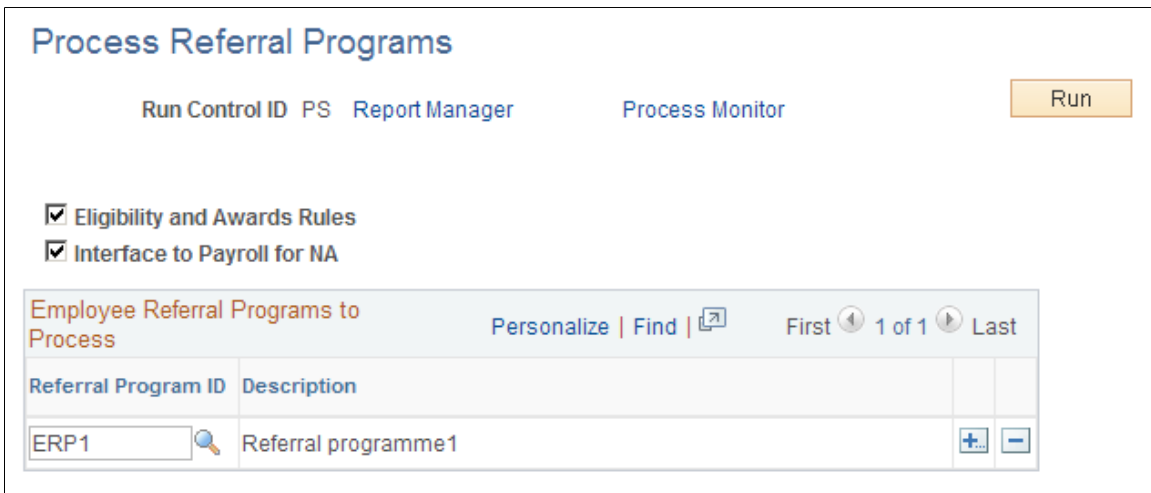 Process Referral Programs
Run Control ID PS Report Manager Process Monitor Run
Eligibility and Awards Rules
Interface to Payroll for NA
Employee Referral Programs to
Process
Personalize | Find | First 1 of 1 Last
Referral Program ID Description
ERP1 Referral programme1